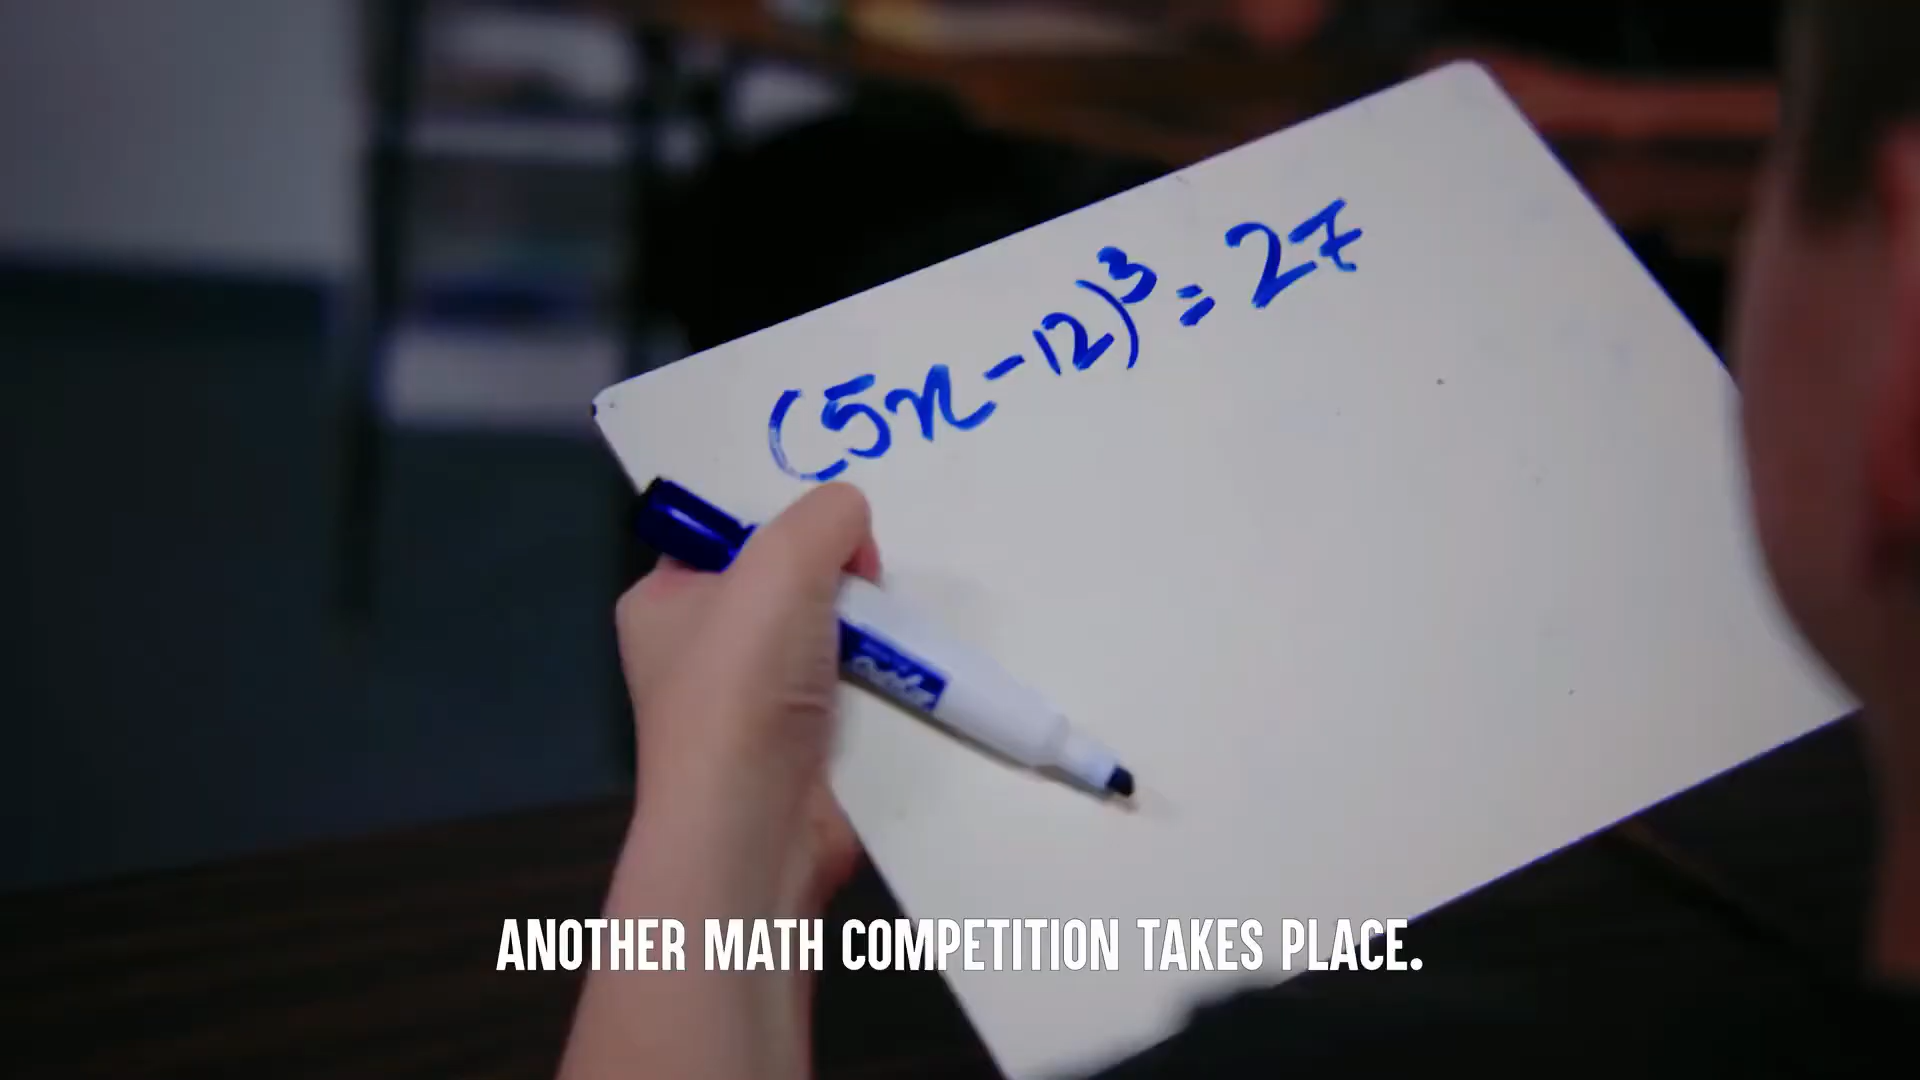 (5x-12)³ = 27
ANOTHER MATH COMPETITION TAKES PLACE.